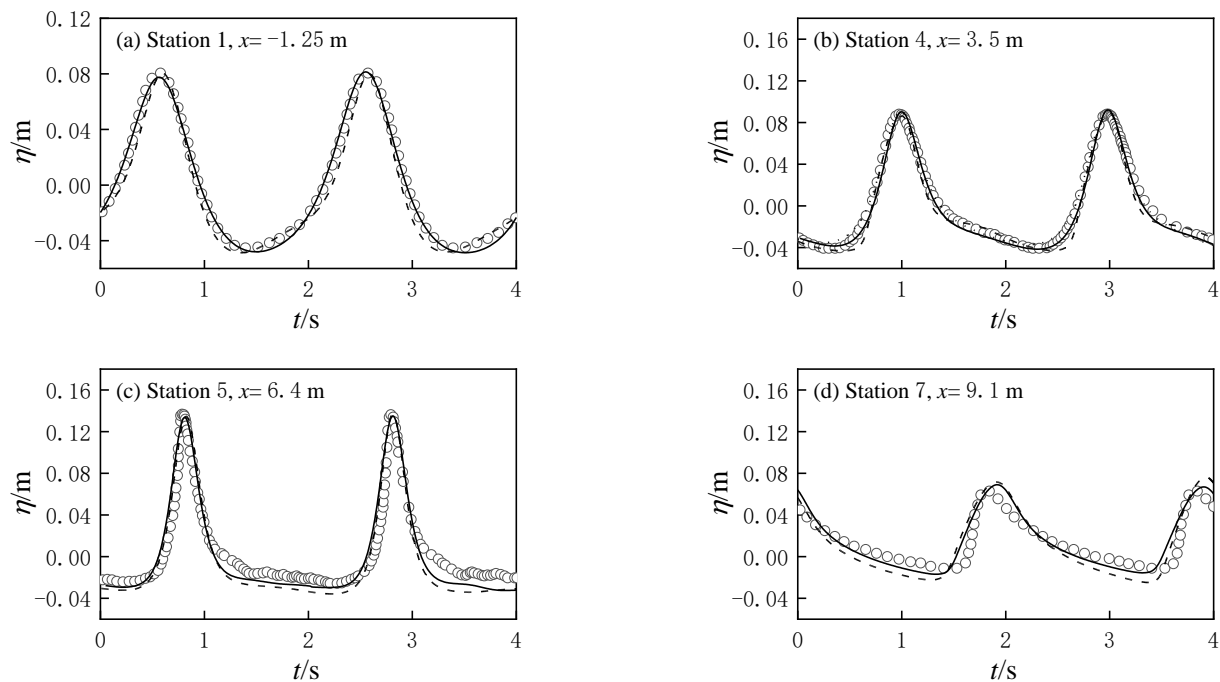 (a) Station 1, x= −1.25 m
0.12
0.08
0.04
0.00
−0.04
η/m
0 1 2 3 4
t/s
(b) Station 4, x= 3.5 m
0.16
0.12
0.08
0.04
0.00
−0.04
η/m
0 1 2 3 4
t/s
(c) Station 5, x= 6.4 m
0.16
0.12
0.08
0.04
0.00
−0.04
η/m
0 1 2 3 4
t/s
(d) Station 7, x= 9.1 m
0.16
0.12
0.08
0.04
0.00
−0.04
η/m
0 1 2 3 4
t/s